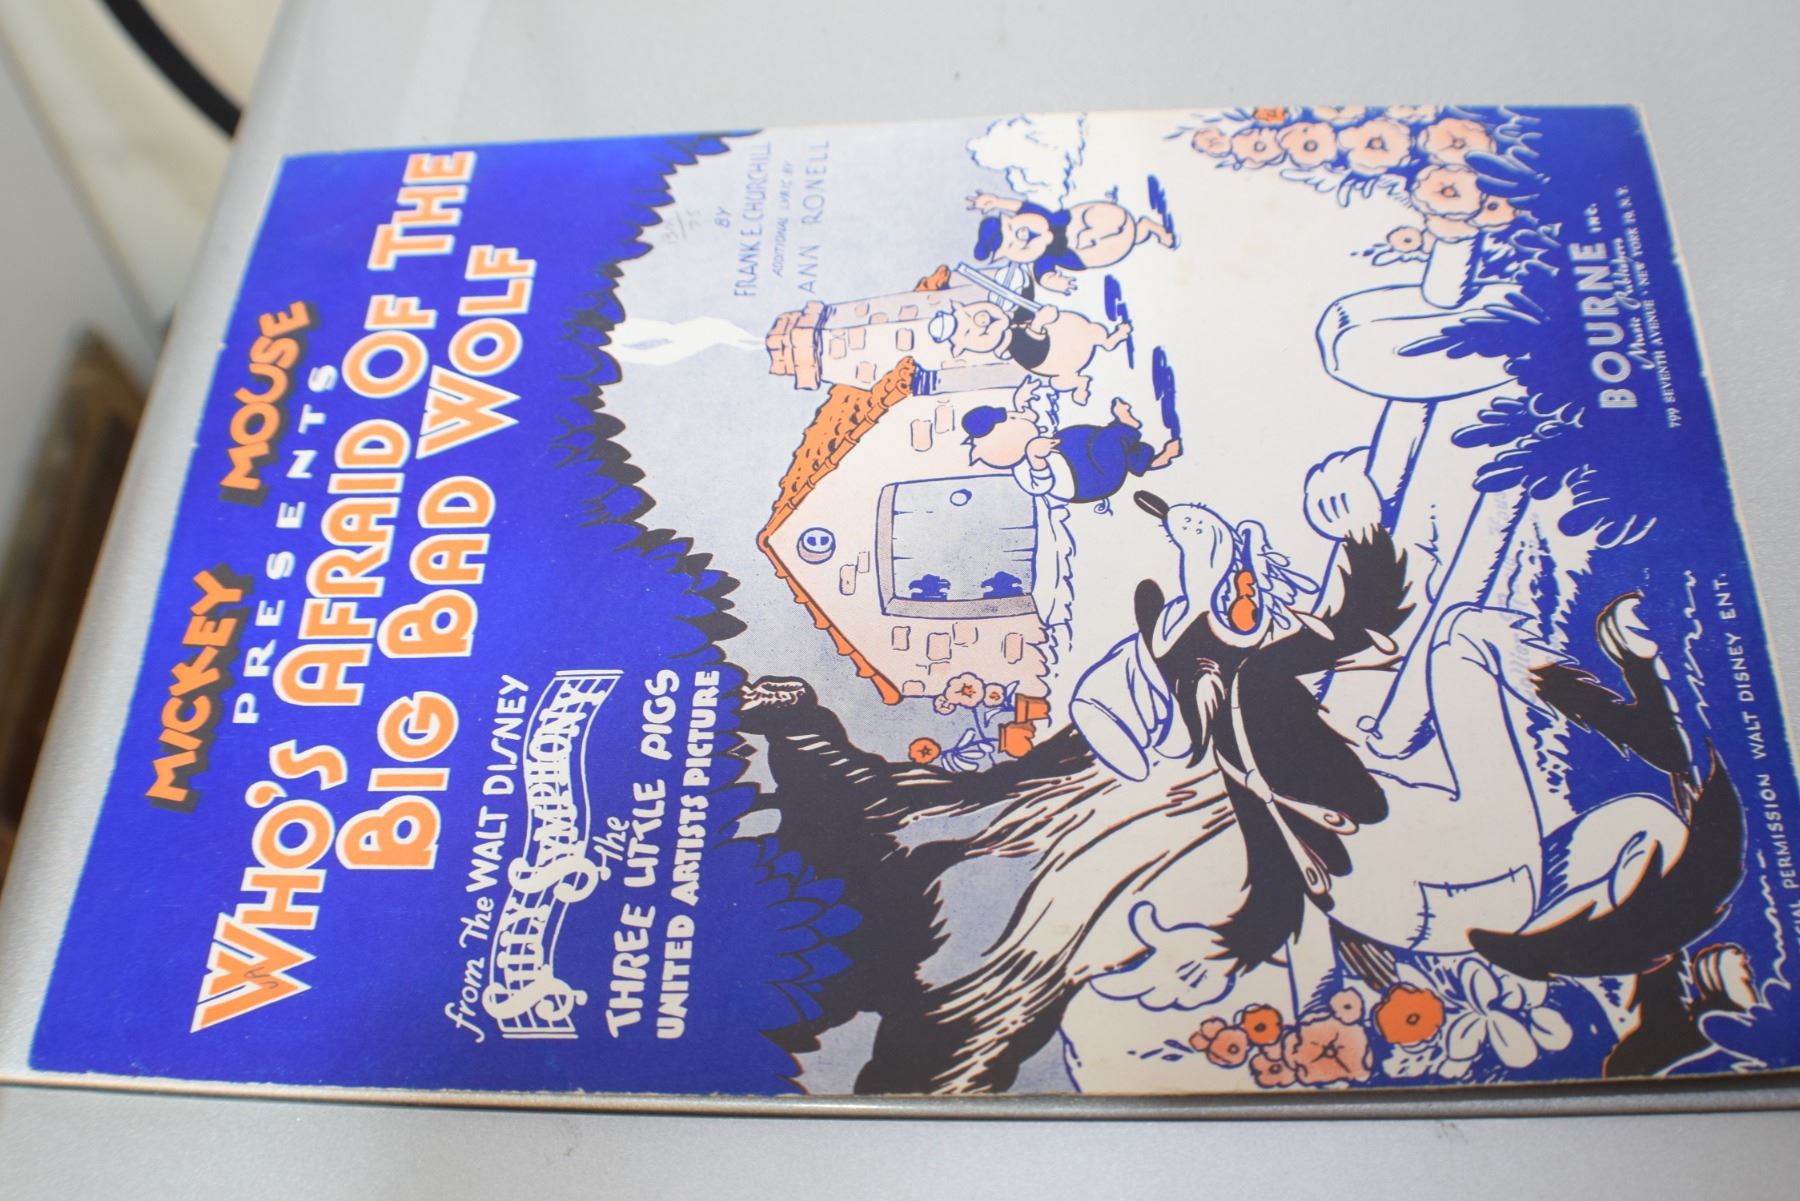 MICKEY MOUSE
PRESENTS
WHO'S AFRAID OF THE
BIG BAD WOLF
from The WALT DISNEY
SILLY SYMPHONY
The
THREE LITTLE PIGS
UNITED ARTISTS PICTURE
BY
FRANK E. CHURCHILL
ADDITIONAL LYRIC BY
ANN RONELL
BOURNE INC.
Music Publishers
799 SEVENTH AVENUE · NEW YORK 19, N.Y.
PERMISSION WALT DISNEY ENT.